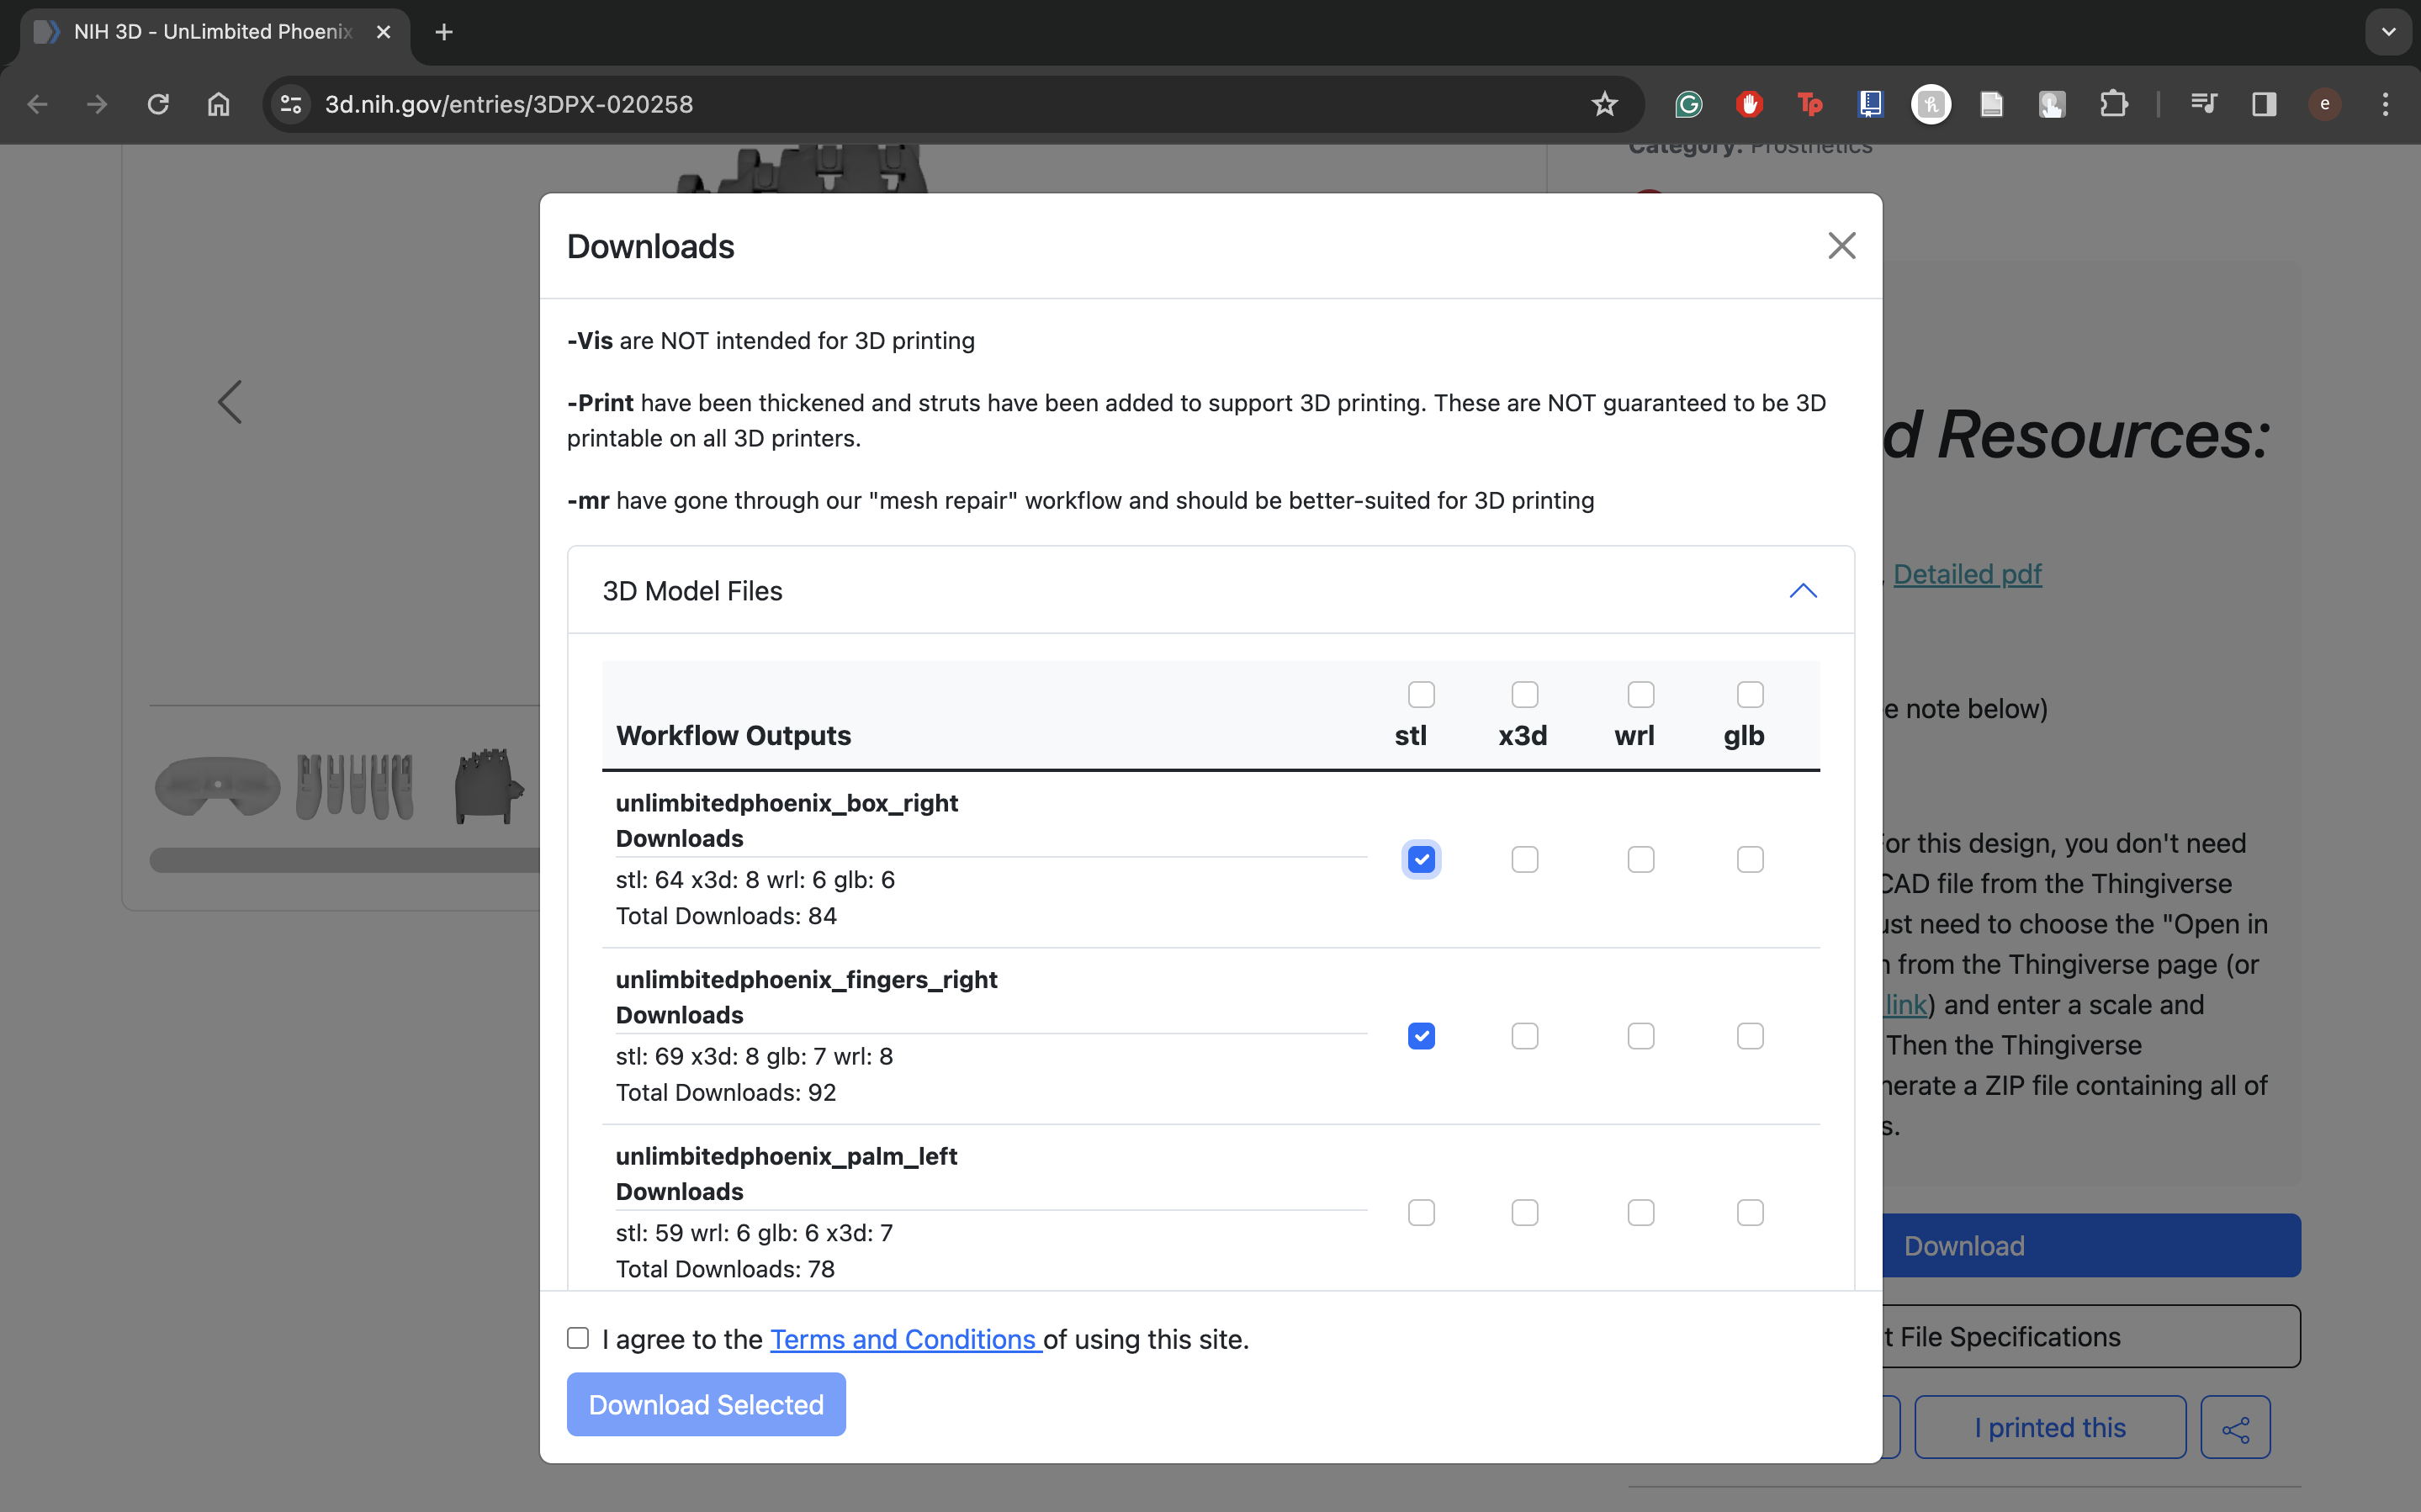 NIH 3D - UnLimbited Phoenix
3d.nih.gov/entries/3DPX-020258
e
Category: Prosthetics
Downloads
-Vis are NOT intended for 3D printing
-Print have been thickened and struts have been added to support 3D printing. These are NOT guaranteed to be 3D
printable on all 3D printers.
-mr have gone through our "mesh repair" workflow and should be better-suited for 3D printing
3D Model Files
Workflow Outputs stl x3d wrl glb
unlimbitedphoenix_box_right
Downloads
stl: 64 x3d: 8 wrl: 6 glb: 6
Total Downloads: 84
unlimbitedphoenix_fingers_right
Downloads
stl: 69 x3d: 8 glb: 7 wrl: 8
Total Downloads: 92
unlimbitedphoenix_palm_left
Downloads
stl: 59 wrl: 6 glb: 6 x3d: 7
Total Downloads: 78
I agree to the Terms and Conditions of using this site.
Download Selected
d Resources:
Detailed pdf
e note below)
For this design, you don't need
CAD file from the Thingiverse
ust need to choose the "Open in
n from the Thingiverse page (or
link) and enter a scale and
Then the Thingiverse
nerate a ZIP file containing all of
s.
Download
t File Specifications
I printed this